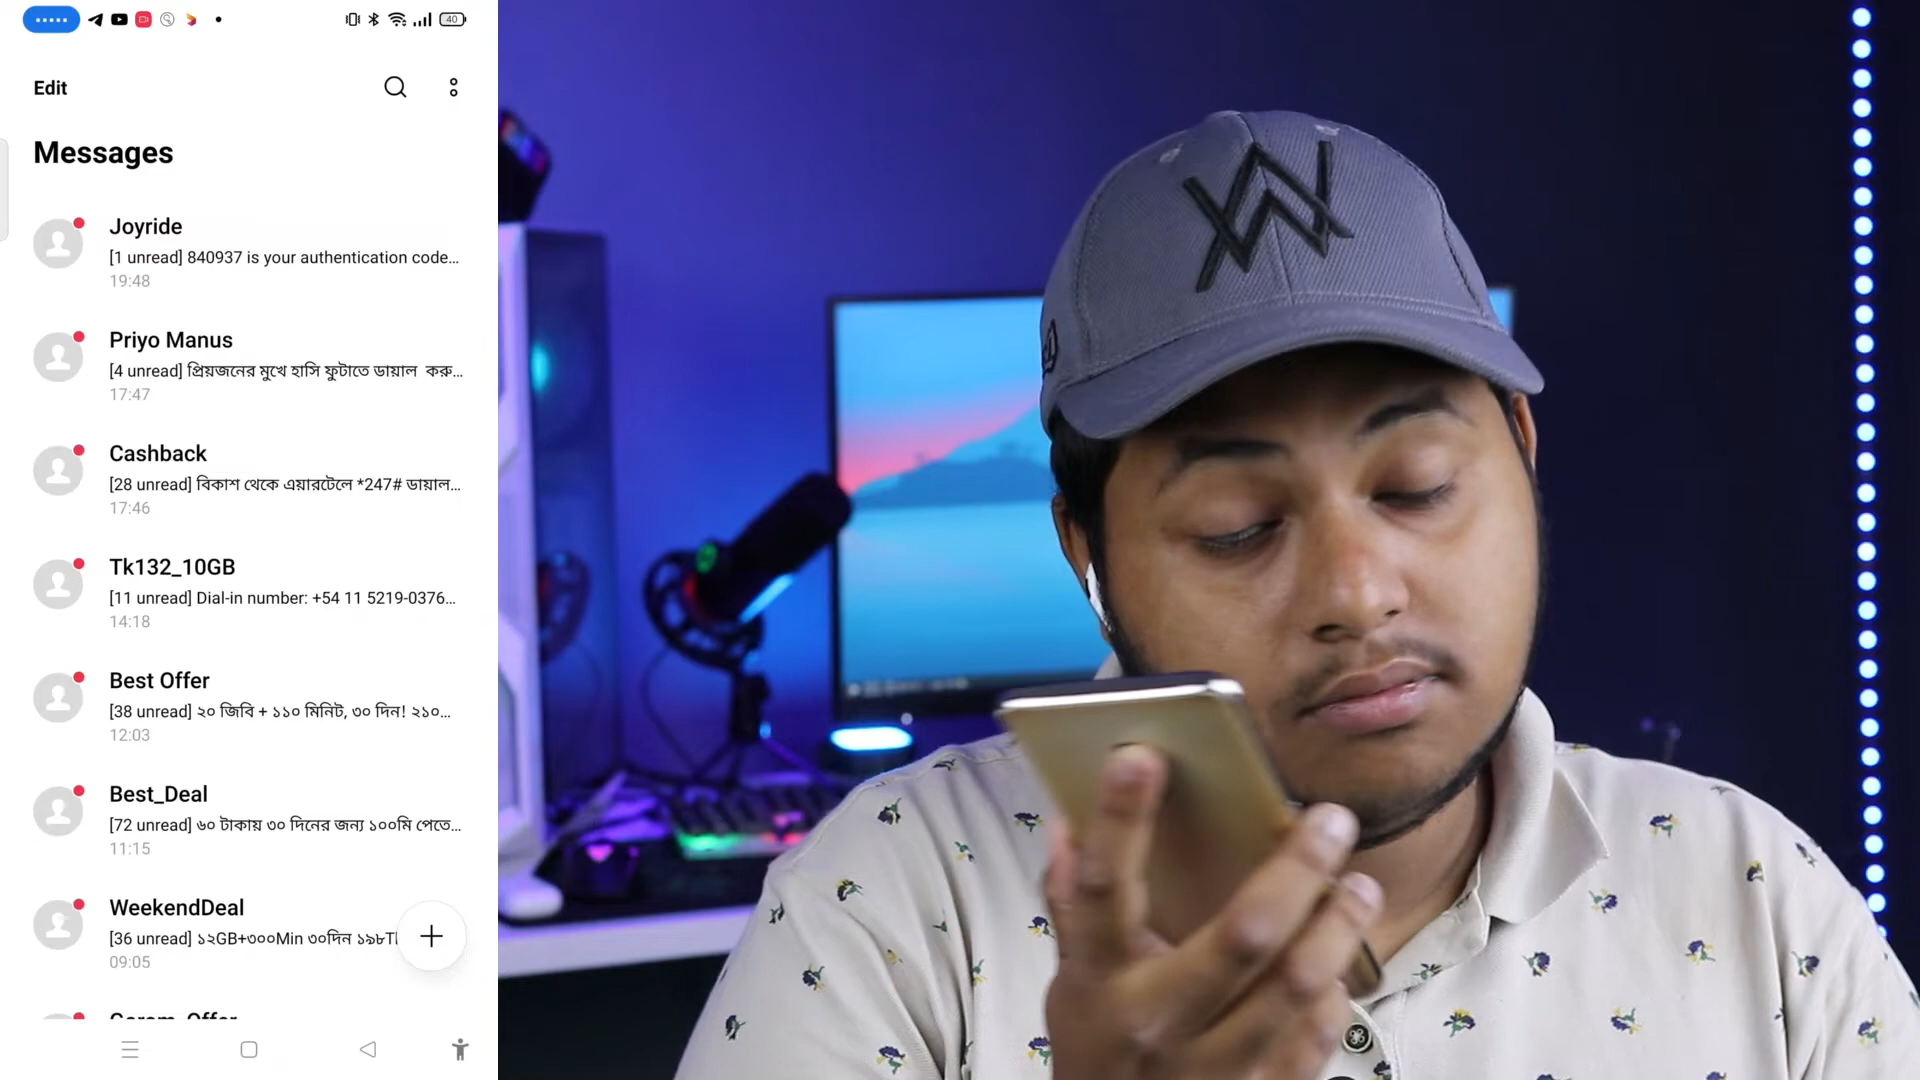 40
Edit
Messages
Joyride
[1 unread] 840937 is your authentication code...
19:48
Priyo Manus
[4 unread] প্রিয়জনের মুখে হাসি ফুটাতে ডায়াল করু...
17:47
Cashback
[28 unread] বিকাশ থেকে এয়ারটেলে *247# ডায়াল...
17:46
Tk132_10GB
[11 unread] Dial-in number: +54 11 5219-0376...
14:18
Best Offer
[38 unread] ২০ জিবি + ১১০ মিনিট, ৩০ দিন! ২১০...
12:03
Best_Deal
[72 unread] ৬০ টাকায় ৩০ দিনের জন্য ১০০মি পেতে...
11:15
WeekendDeal
[36 unread] ১২GB+৩০০Min ৩০দিন ১৯৮T
09:05